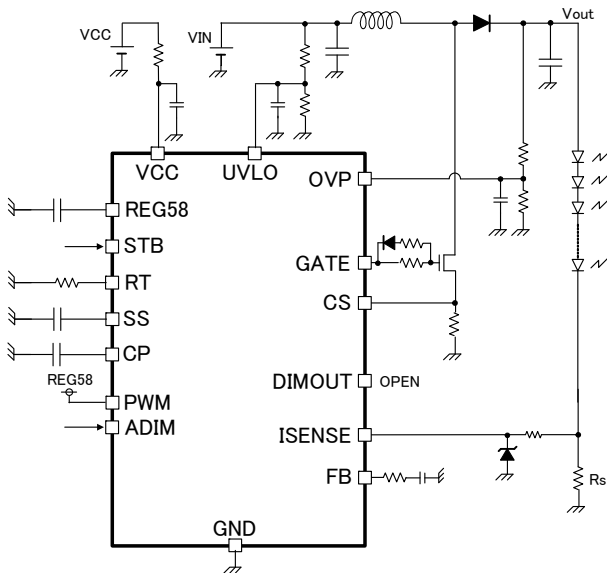 Vout
VCC
VIN
VCC
UVLO
OVP
REG58
STB
GATE
RT
CS
SS
CP
REG58
DIMOUT
OPEN
PWM
ADIM
ISENSE
FB
Rs
GND